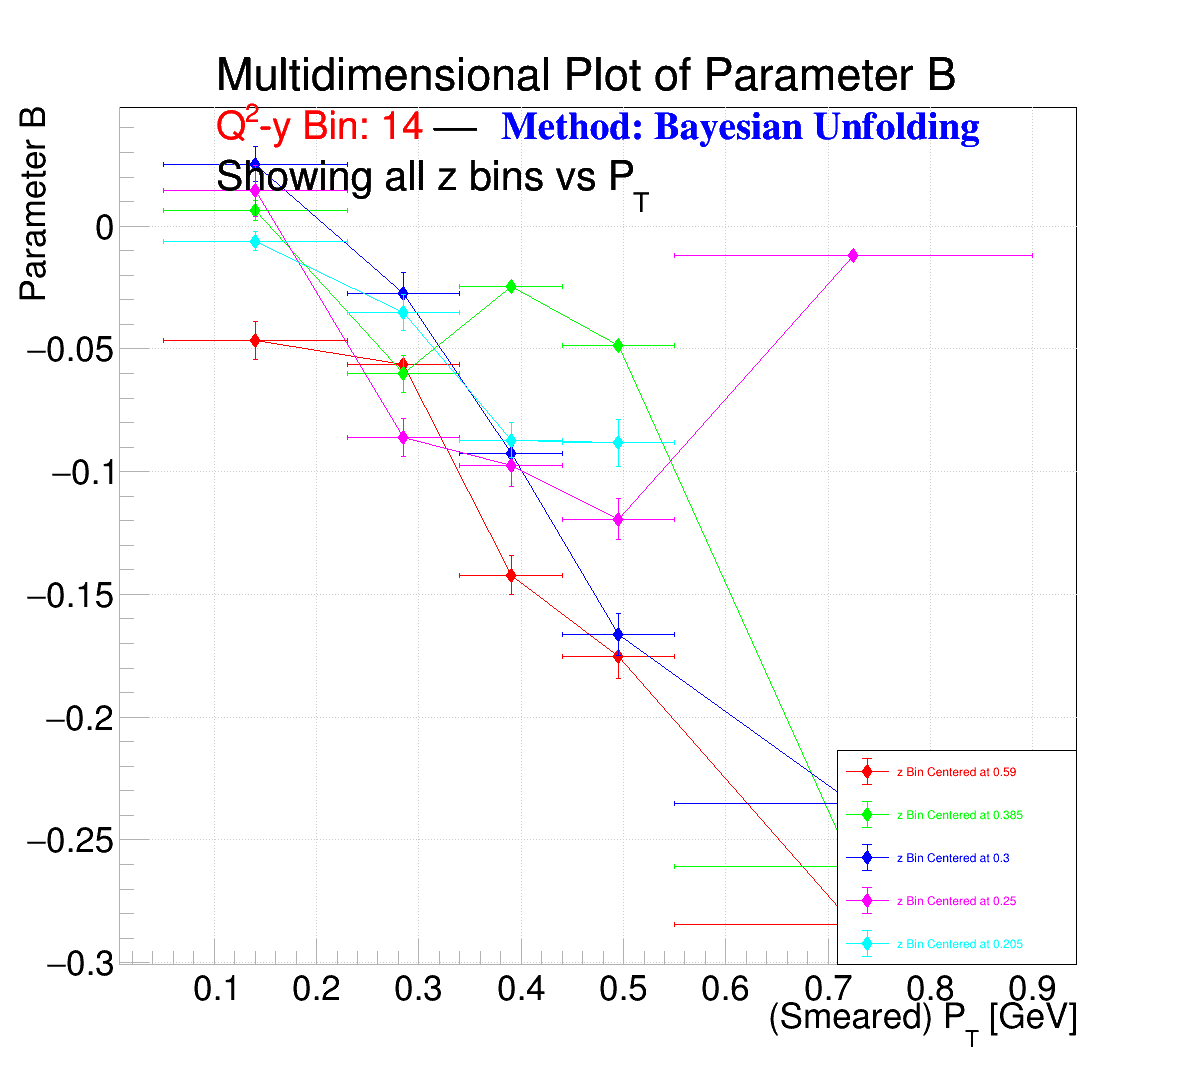 Multidimensional Plot of Parameter B
Q²-y Bin: 14 — Method: Bayesian Unfolding
Showing all z bins vs P_T
Parameter B
0
−0.05
−0.1
−0.15
−0.2
−0.25
−0.3
z Bin Centered at 0.59
z Bin Centered at 0.385
z Bin Centered at 0.3
z Bin Centered at 0.25
z Bin Centered at 0.205
0.1 0.2 0.3 0.4 0.5 0.6 0.7 0.8 0.9
(Smeared) P_T [GeV]